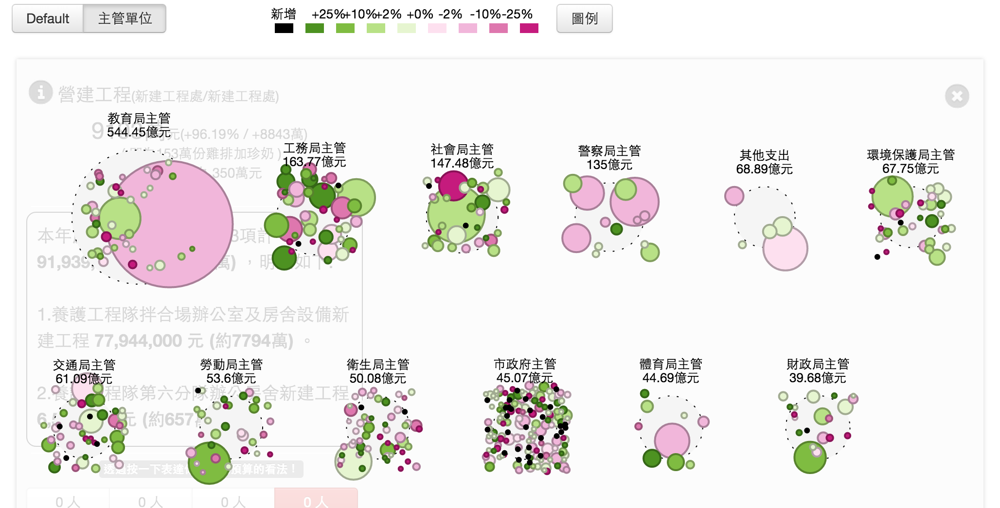 Default 主管單位
新增 +25% +10% +2% +0% -2% -10% -25%
圖例
營建工程(新建工程處/新建工程處)
元(+96.19% / +8843萬)
153萬份雞排加珍奶 )
350萬元
教育局主管
544.45億元
工務局主管
163.77億元
社會局主管
147.48億元
警察局主管
135億元
其他支出
68.89億元
環境保護局主管
67.75億元
本年
3項計
91,939,
萬) ，明
如下:
1.養護工程隊拌合場辦公室及房舍設備新
建工程 77,944,000 元 (約7794萬) 。
交通局主管
61.09億元
勞動局主管
53.6億元
衛生局主管
50.08億元
市政府主管
45.07億元
體育局主管
44.69億元
財政局主管
39.68億元
2.養
程隊第六分隊辦公房舍新建工程
元 (約657
透過按一下表達
預算的看法！
0 人 0 人 0 人 0 人